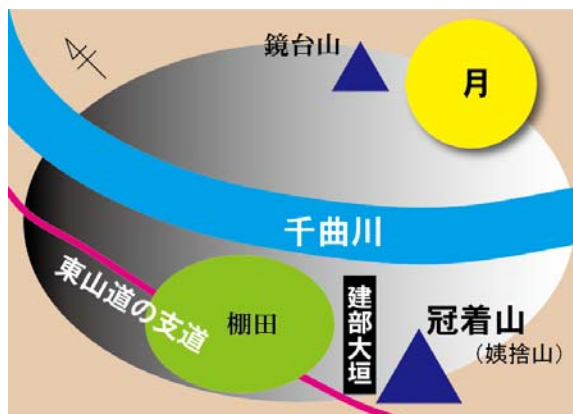 鏡台山
月
千曲川
東山道の支道
棚田
建部大垣
冠着山
（姨捨山）